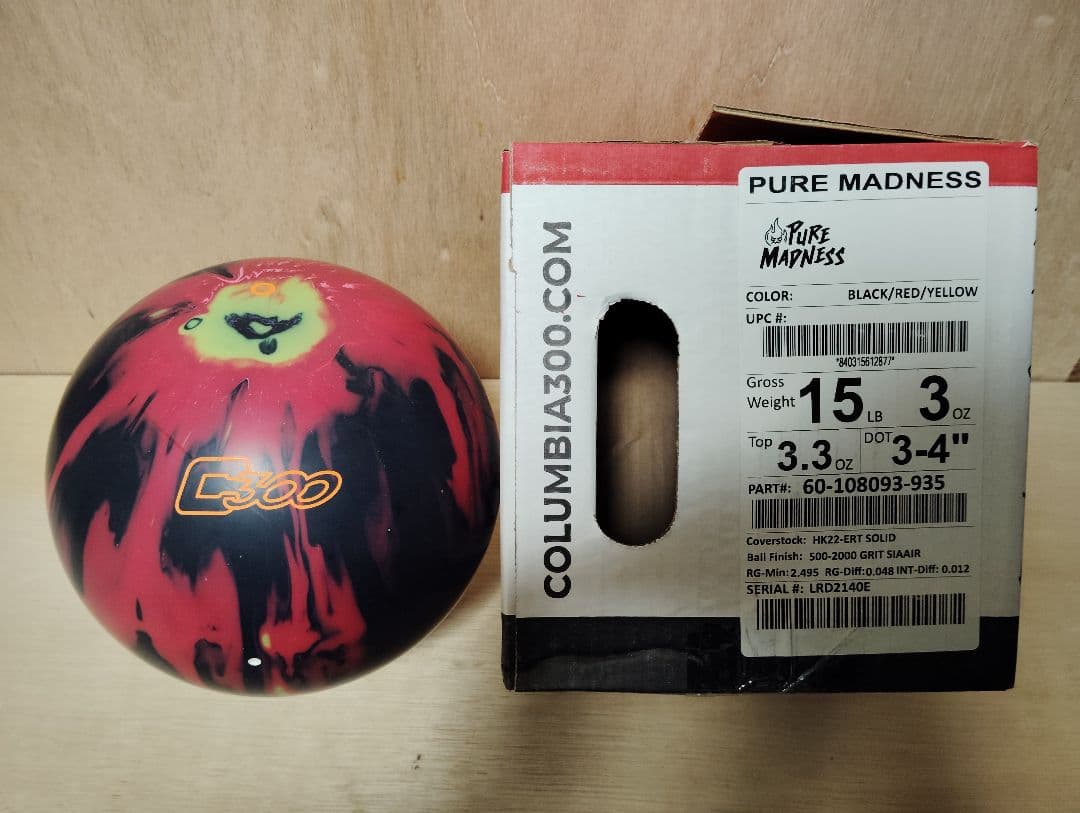 C300
COLUMBIA300.COM
PURE MADNESS
PURE
MADNESS
COLOR: BLACK/RED/YELLOW
UPC #:
*840315612877*
Gross
Weight 15 LB 3 OZ
Top 3.3 OZ DOT 3-4"
PART#: 60-108093-935
Coverstock: HK22-ERT SOLID
Ball Finish: 500-2000 GRIT SIAAIR
RG-Min: 2.495 RG-Diff: 0.048 INT-Diff: 0.012
SERIAL #: LRD2140E